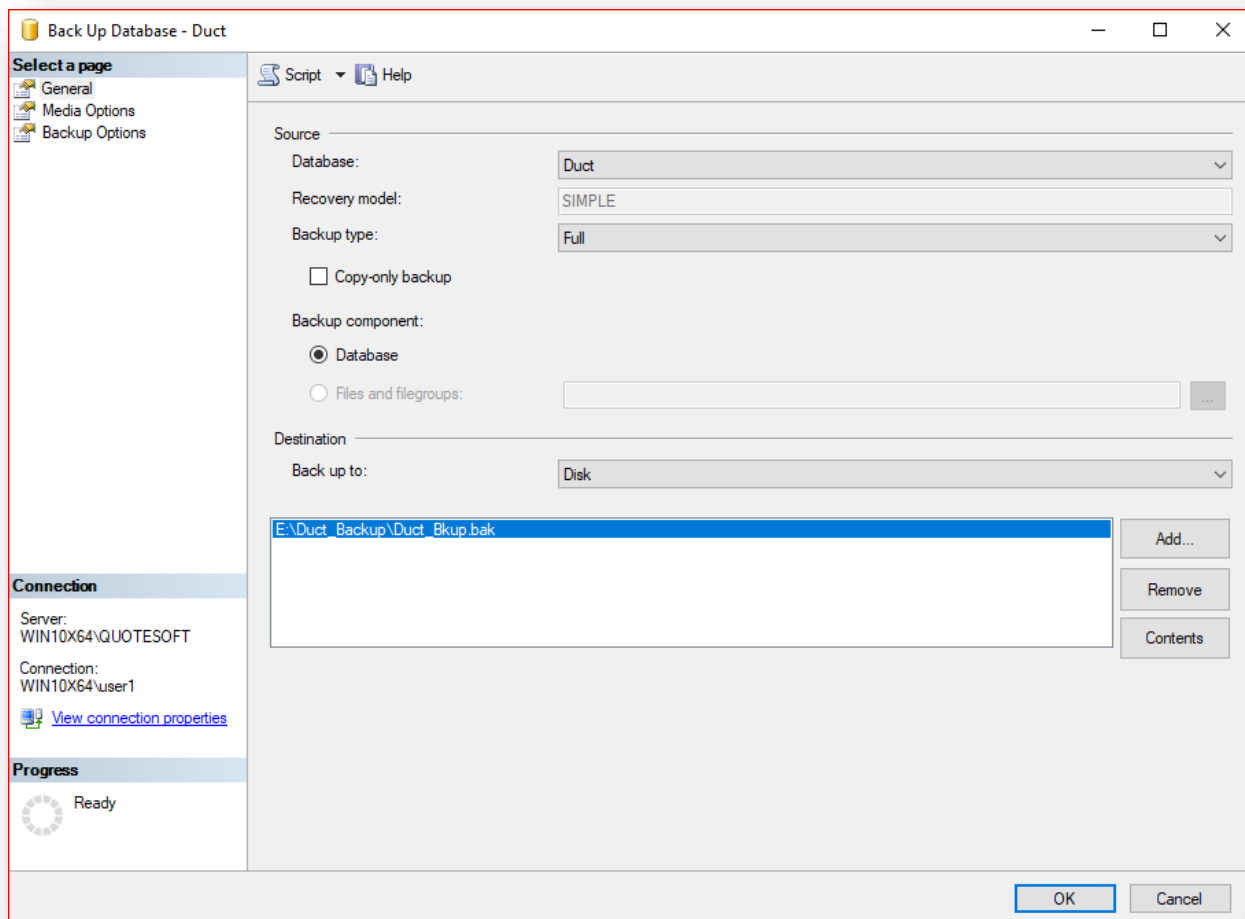 Back Up Database - Duct
Select a page
General
Media Options
Backup Options
Script Help
Source
Database: Duct
Recovery model: SIMPLE
Backup type: Full
Copy-only backup
Backup component:
Database
Files and filegroups: ...
Destination
Back up to: Disk
E:\Duct_Backup\Duct_Bkup.bak
Add...
Remove
Contents
Connection
Server:
WIN10X64\QUOTESOFT
Connection:
WIN10X64\user1
View connection properties
Progress
Ready
OK Cancel